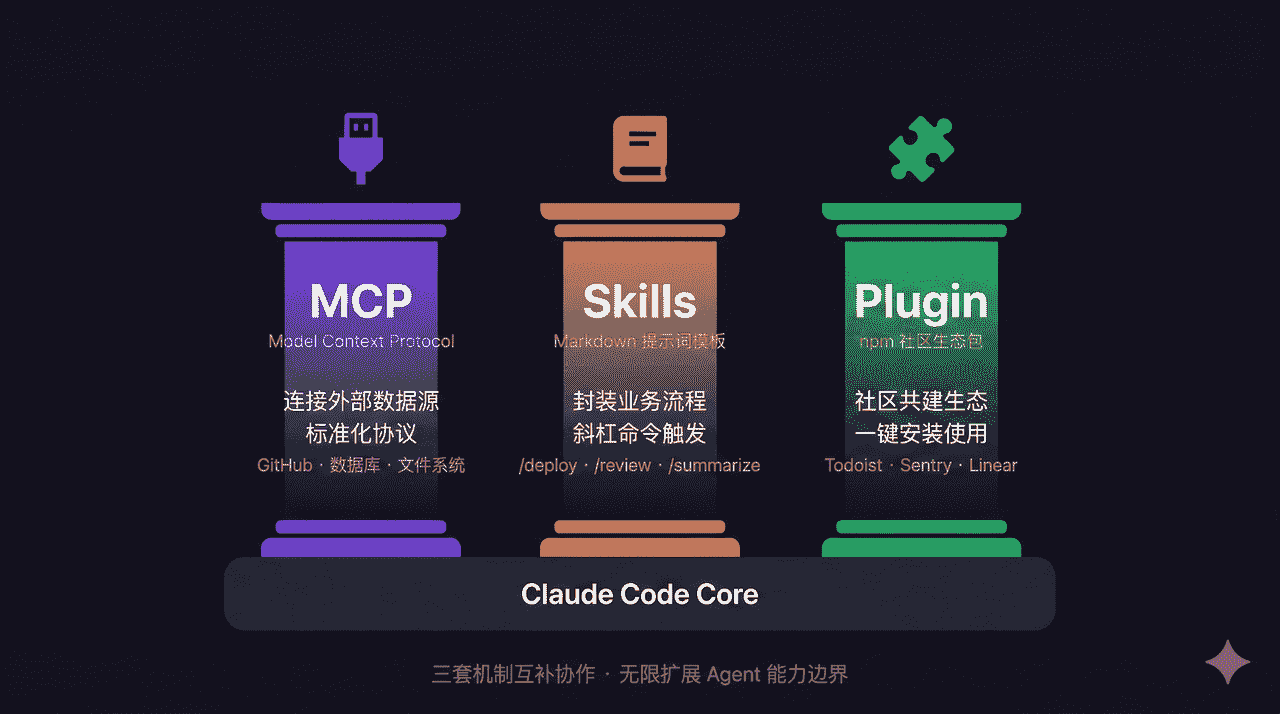 MCP
Model Context Protocol
连接外部数据源
标准化协议
GitHub · 数据库 · 文件系统
Skills
Markdown 提示词模板
封装业务流程
斜杠命令触发
/deploy · /review · /summarize
Plugin
npm 社区生态包
社区共建生态
一键安装使用
Todoist · Sentry · Linear
Claude Code Core
三套机制互补协作 · 无限扩展 Agent 能力边界